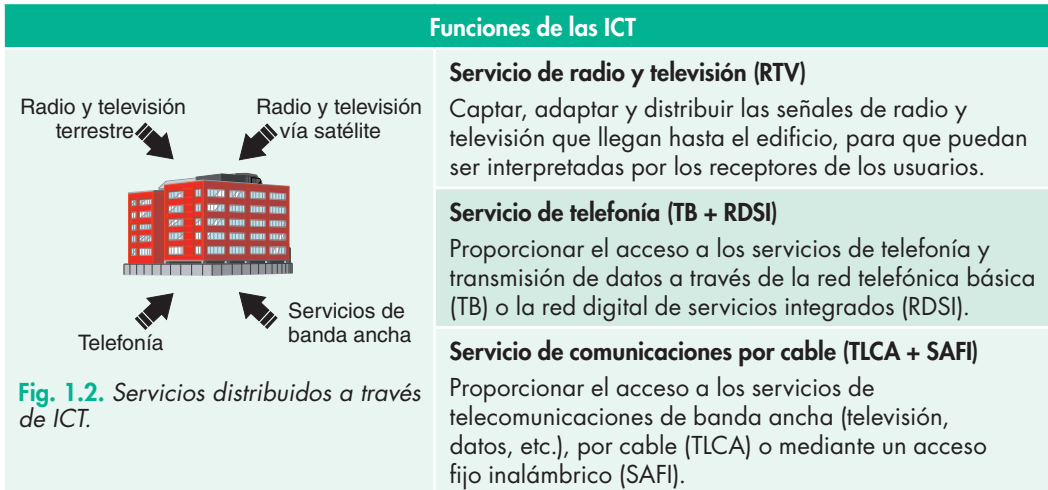 Funciones de las ICT
Radio y televisión
terrestre
Radio y televisión
vía satélite
Telefonía
Servicios de
banda ancha
Fig. 1.2. Servicios distribuidos a través
de ICT.
Servicio de radio y televisión (RTV)
Captar, adaptar y distribuir las señales de radio y
televisión que llegan hasta el edificio, para que puedan
ser interpretadas por los receptores de los usuarios.
Servicio de telefonía (TB + RDSI)
Proporcionar el acceso a los servicios de telefonía y
transmisión de datos a través de la red telefónica básica
(TB) o la red digital de servicios integrados (RDSI).
Servicio de comunicaciones por cable (TLCA + SAFI)
Proporcionar el acceso a los servicios de
telecomunicaciones de banda ancha (televisión,
datos, etc.), por cable (TLCA) o mediante un acceso
fijo inalámbrico (SAFI).